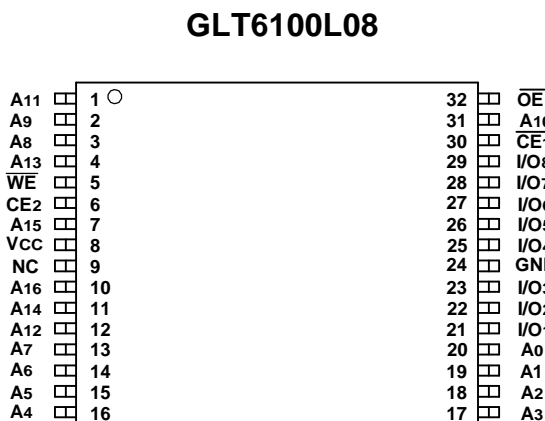 GLT6100L08
A11 1 32 OE
A9 2 31 A10
A8 3 30 CE1
A13 4 29 I/O8
WE 5 28 I/O7
CE2 6 27 I/O6
A15 7 26 I/O5
VCC 8 25 I/O4
NC 9 24 GND
A16 10 23 I/O3
A14 11 22 I/O2
A12 12 21 I/O1
A7 13 20 A0
A6 14 19 A1
A5 15 18 A2
A4 16 17 A3